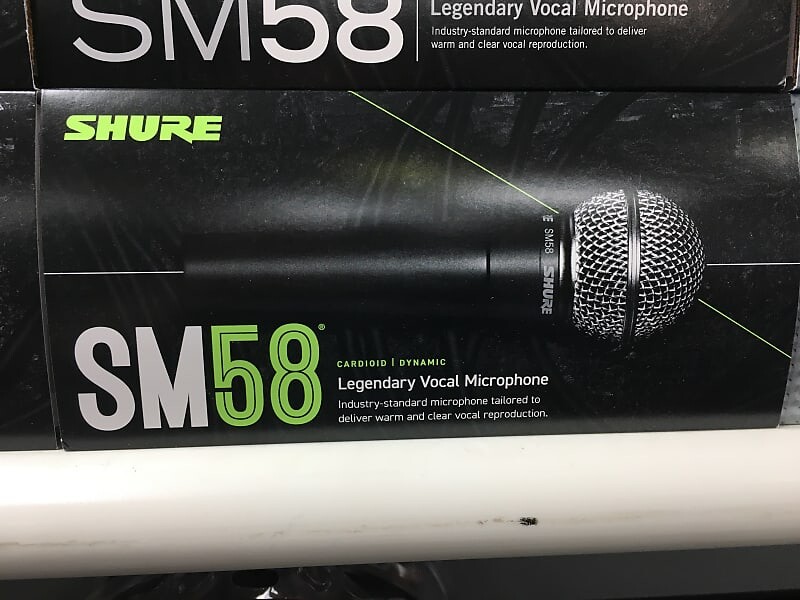 SM58
Legendary Vocal Microphone
Industry-standard microphone tailored to deliver
warm and clear vocal reproduction.
SHURE
SM58
SHURE
SM58®
CARDIOID | DYNAMIC
Legendary Vocal Microphone
Industry-standard microphone tailored to
deliver warm and clear vocal reproduction.